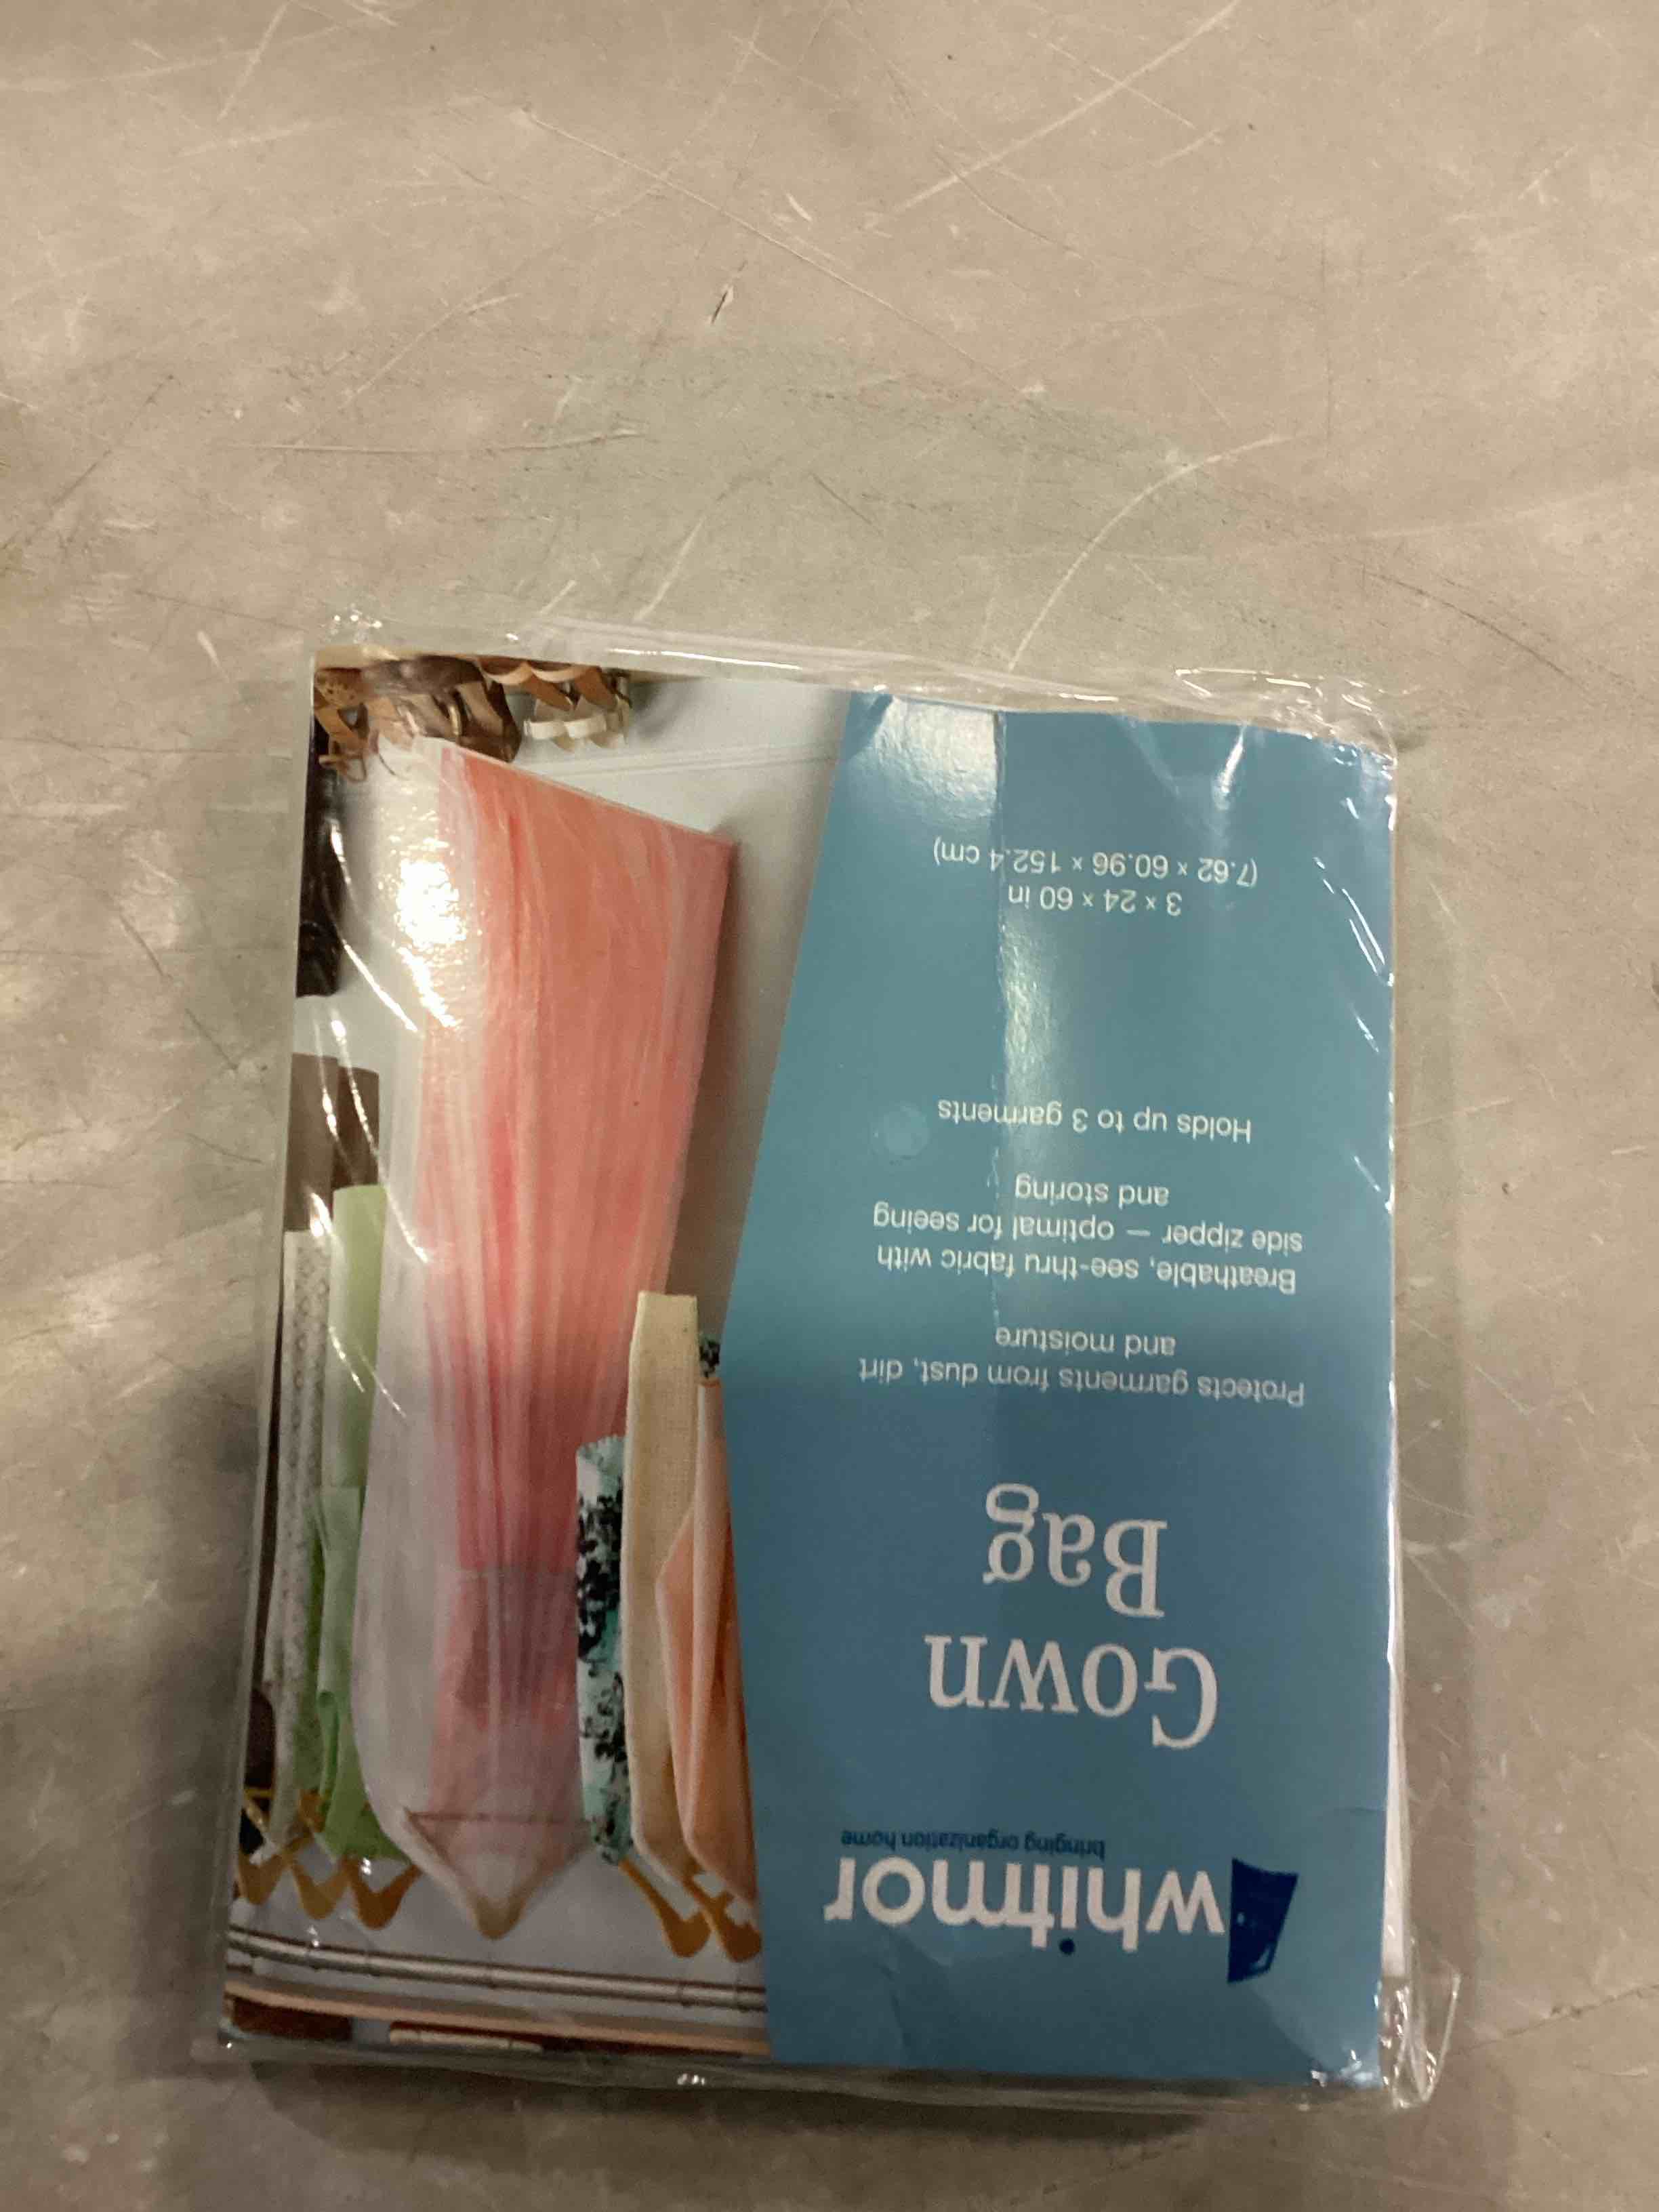 whitmor
bringing organization home
Gown
Bag
Protects garments from dust, dirt
and moisture
Breathable, see-thru fabric with
side zipper — optimal for seeing
and storing
Holds up to 3 garments
3 × 24 × 60 in
(7.62 × 60.96 × 152.4 cm)